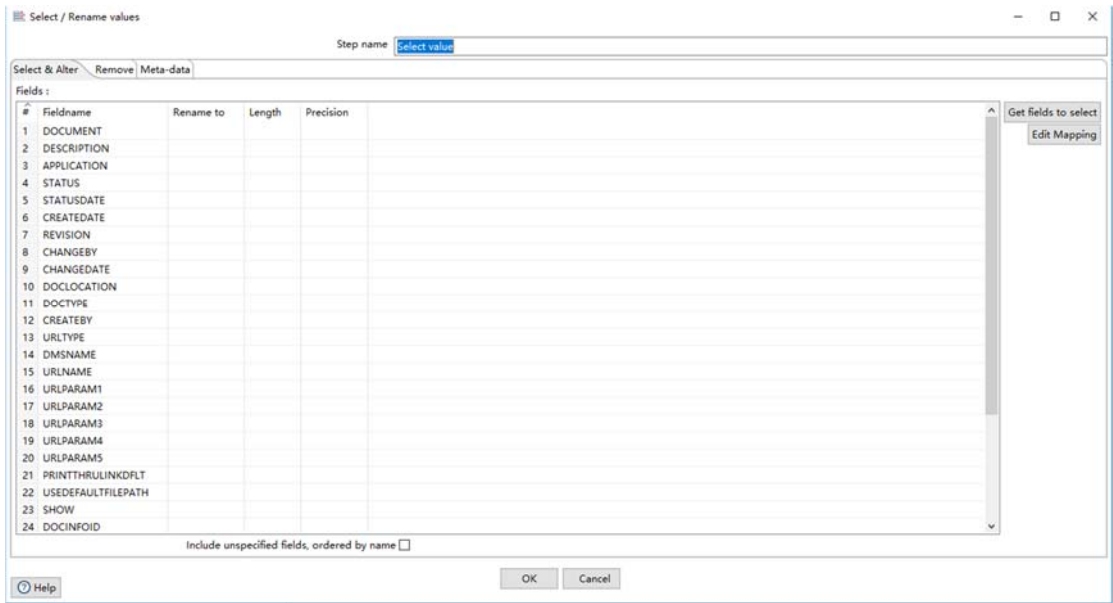 Select / Rename values
Step name Select value
Select & Alter Remove Meta-data
Fields :
# Fieldname Rename to Length Precision
Get fields to select
1 DOCUMENT
Edit Mapping
2 DESCRIPTION
3 APPLICATION
4 STATUS
5 STATUSDATE
6 CREATEDATE
7 REVISION
8 CHANGEBY
9 CHANGEDATE
10 DOCLOCATION
11 DOCTYPE
12 CREATEBY
13 URLTYPE
14 DMSNAME
15 URLNAME
16 URLPARAM1
17 URLPARAM2
18 URLPARAM3
19 URLPARAM4
20 URLPARAM5
21 PRINTTHRULINKDFLT
22 USEDEFAULTFILEPATH
23 SHOW
24 DOCINFOID
Include unspecified fields, ordered by name
OK Cancel
Help